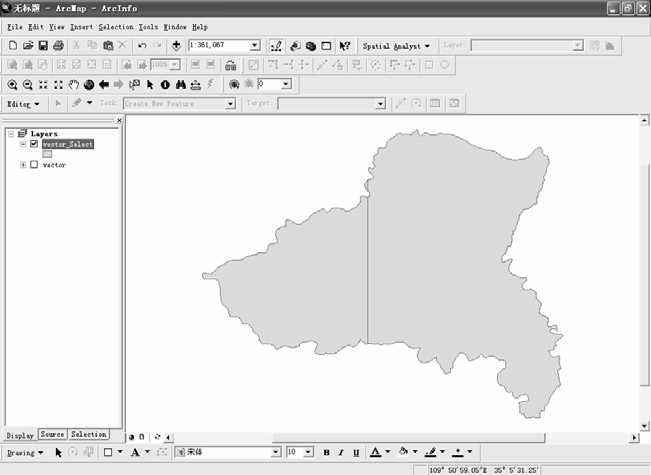 无标题 - ArcMap - ArcInfo
File Edit View Insert Selection Tools Window Help
1:361,067 Spatial Analyst Layer
100%
0
Editor Task: Create New Feature Target:
Layers
vector_Select
vector
Display Source Selection
Drawing A 宋体 10 B I U A
109° 50'59.05"E 35° 5'31.25"